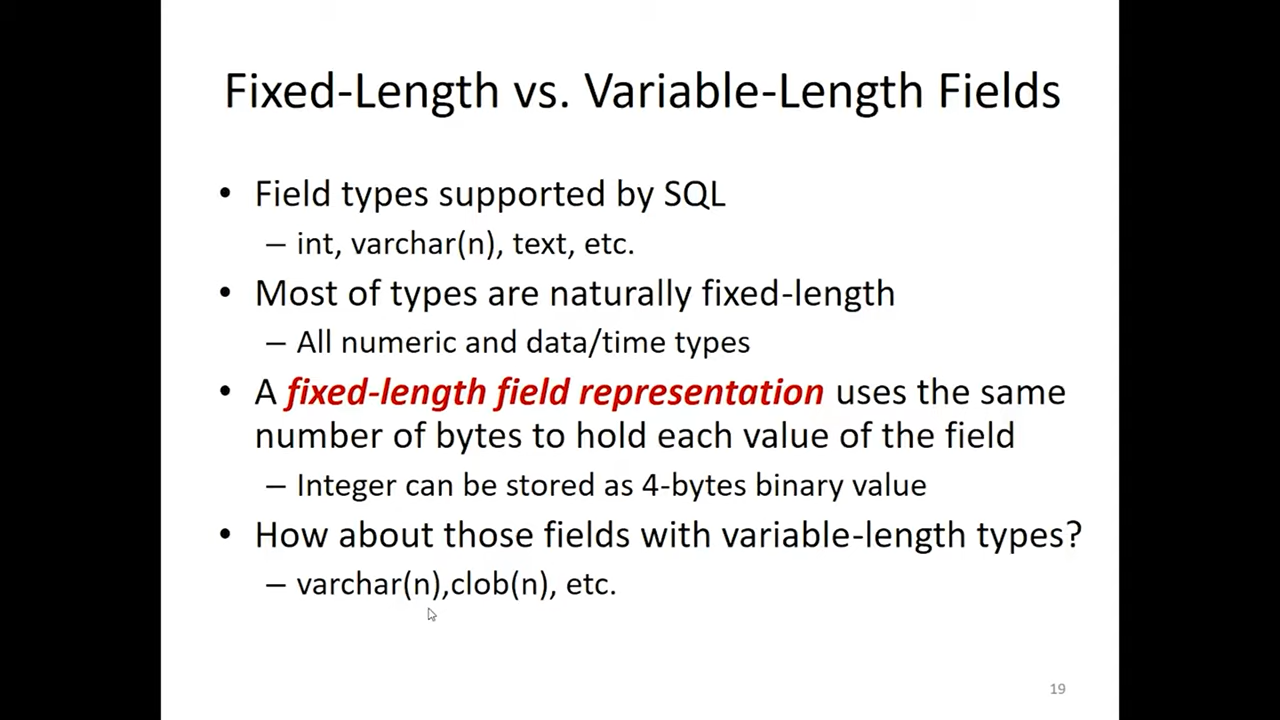 Fixed-Length vs. Variable-Length Fields
• Field types supported by SQL
– int, varchar(n), text, etc.
• Most of types are naturally fixed-length
– All numeric and data/time types
• A fixed-length field representation uses the same
number of bytes to hold each value of the field
– Integer can be stored as 4-bytes binary value
• How about those fields with variable-length types?
– varchar(n),clob(n), etc.
19